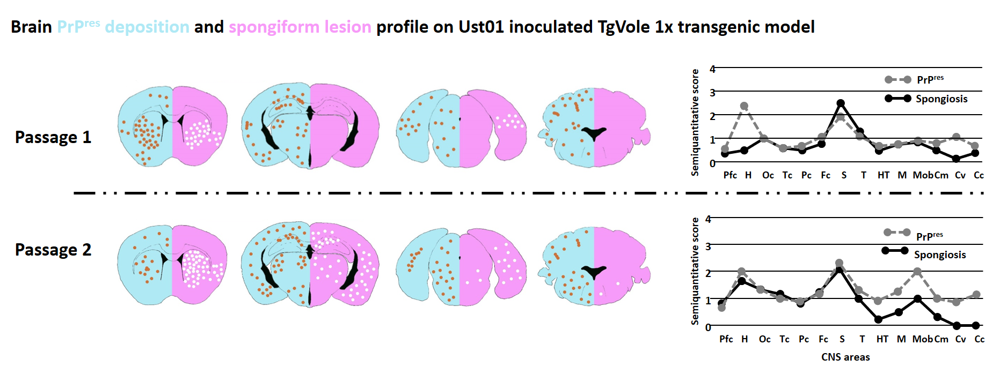 Brain PrPres deposition and spongiform lesion profile on Ust01 inoculated TgVole 1x transgenic model
Passage 1
Semiquantitative score
4
3
2
1
0
PrPres
Spongiosis
Pfc H Oc Tc Pc Fc S T HT M Mob Cm Cv Cc
Passage 2
Semiquantitative score
4
3
2
1
0
PrPres
Spongiosis
Pfc H Oc Tc Pc Fc S T HT M Mob Cm Cv Cc
CNS areas